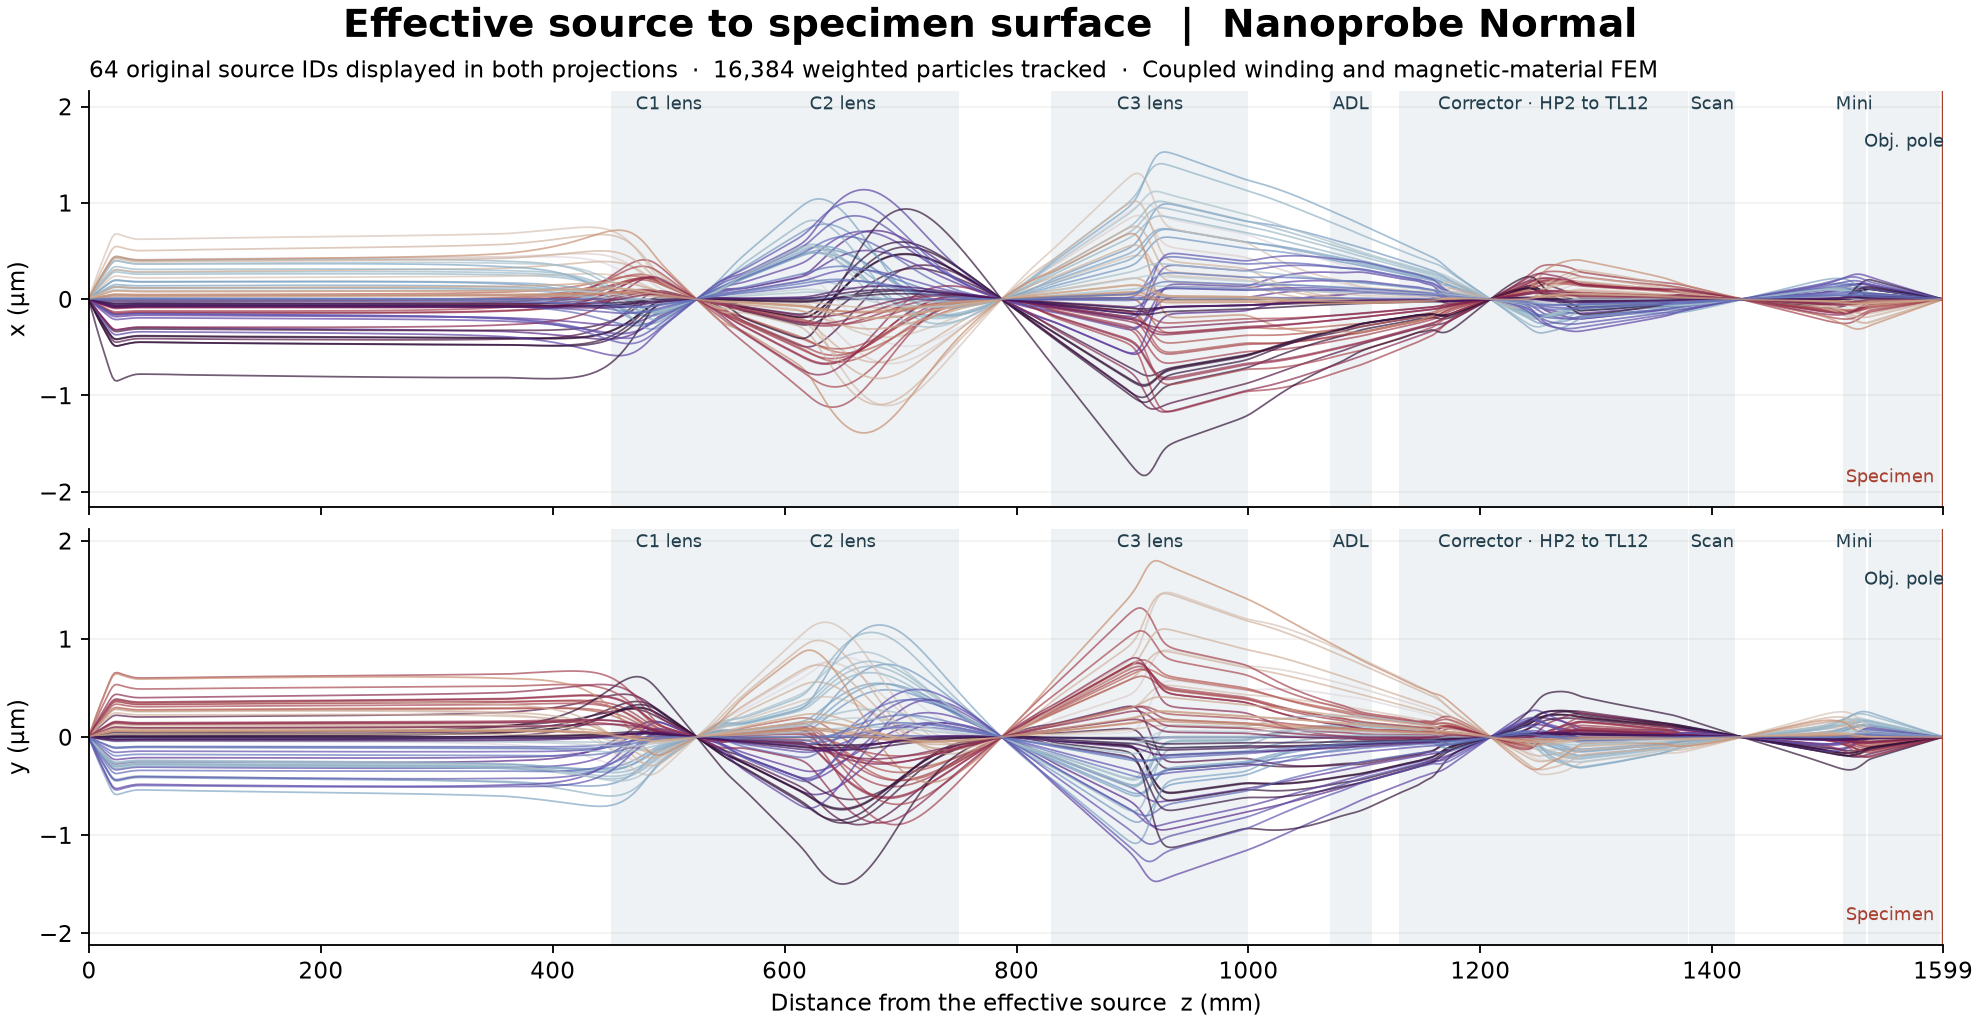 Effective source to specimen surface | Nanoprobe Normal
64 original source IDs displayed in both projections · 16,384 weighted particles tracked · Coupled winding and magnetic-material FEM
C1 lens C2 lens C3 lens ADL Corrector · HP2 to TL12 Scan Mini
Obj. pole
2
1
0
−1
−2
x (μm)
Specimen
C1 lens C2 lens C3 lens ADL Corrector · HP2 to TL12 Scan Mini
Obj. pole
2
1
0
−1
−2
y (μm)
Specimen
0 200 400 600 800 1000 1200 1400 1599
Distance from the effective source z (mm)